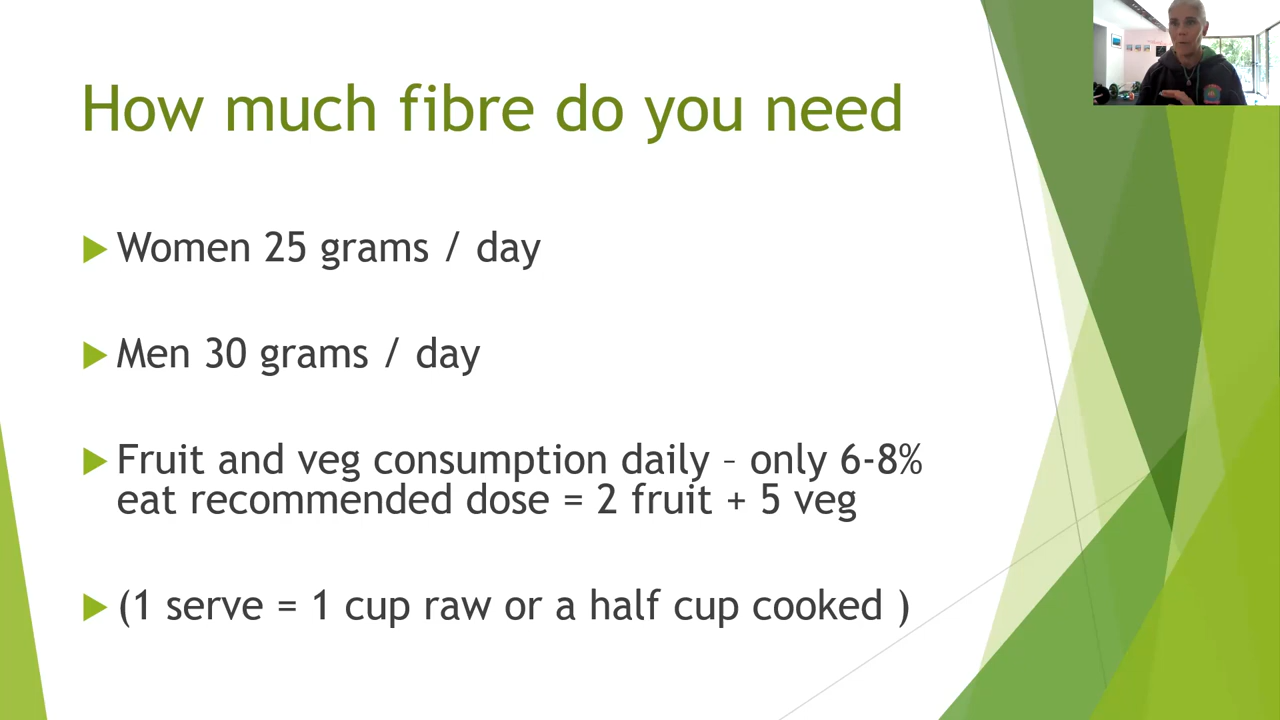 How much fibre do you need
Women 25 grams / day
Men 30 grams / day
Fruit and veg consumption daily – only 6-8%
eat recommended dose = 2 fruit + 5 veg
(1 serve = 1 cup raw or a half cup cooked )